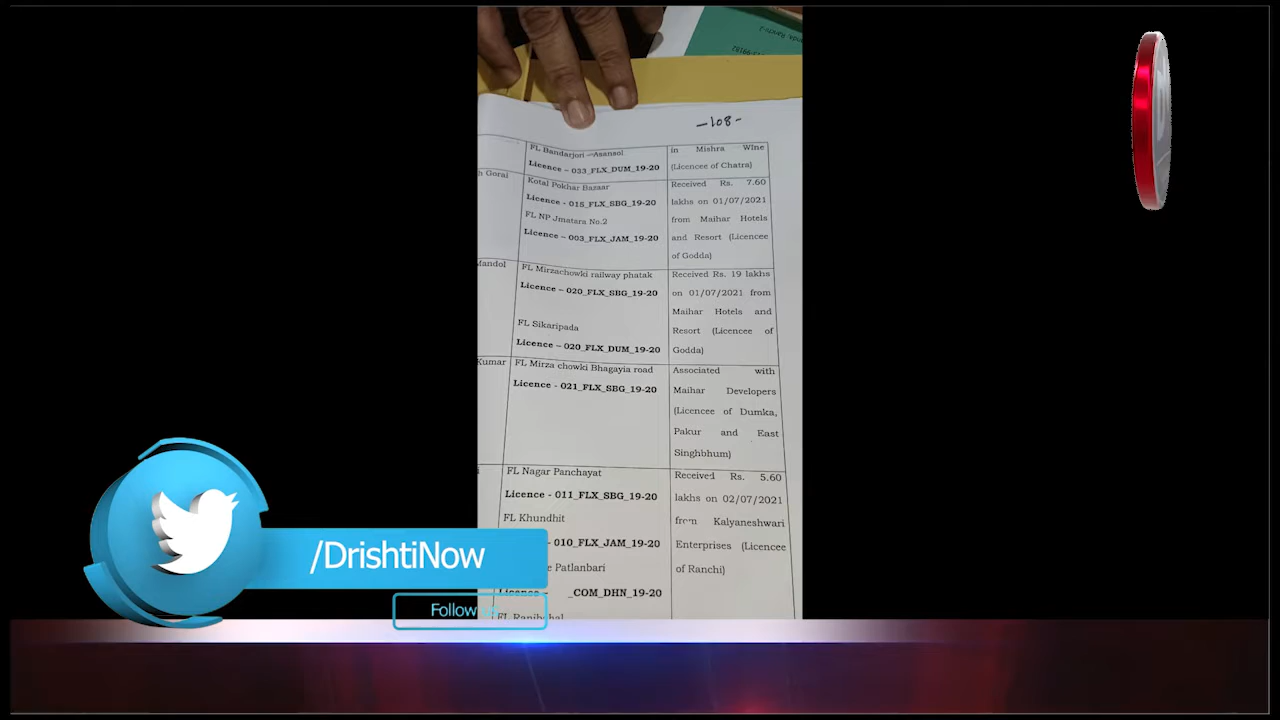 -108-
FL Bandarjori – Asansol
Licence – 033_FLX_DUM_19-20
in Mishra Wine
(Licencee of Chatra)
h Goral
Kotal Pokhar Bazaar
Licence - 015_FLX_SBG_19-20
FL NP Jmatara No.2
Licence – 003_FLX_JAM_19-20
Received Rs. 7.60
lakhs on 01/07/2021
from Maihar Hotels
and Resort (Licencee
of Godda)
Mandol
FL Mirzachowki railway phatak
Licence – 020_FLX_SBG_19-20
FL Sikaripada
Licence – 020_FLX_DUM_19-20
Received Rs. 19 lakhs
on 01/07/2021 from
Maihar Hotels and
Resort (Licencee of
Godda)
Kumar
FL Mirza chowki Bhagayia road
Licence - 021_FLX_SBG_19-20
Associated with
Maihar Developers
(Licencee of Dumka,
Pakur and East
Singhbhum)
FL Nagar Panchayat
Licence - 011_FLX_SBG_19-20
FL Khundhit
- 010_FLX_JAM_19-20
e Patlanbari
Licence – _COM_DHN_19-20
Received Rs. 5.60
lakhs on 02/07/2021
from Kalyaneshwari
Enterprises (Licencee
of Ranchi)
/DrishtiNow
Follow us